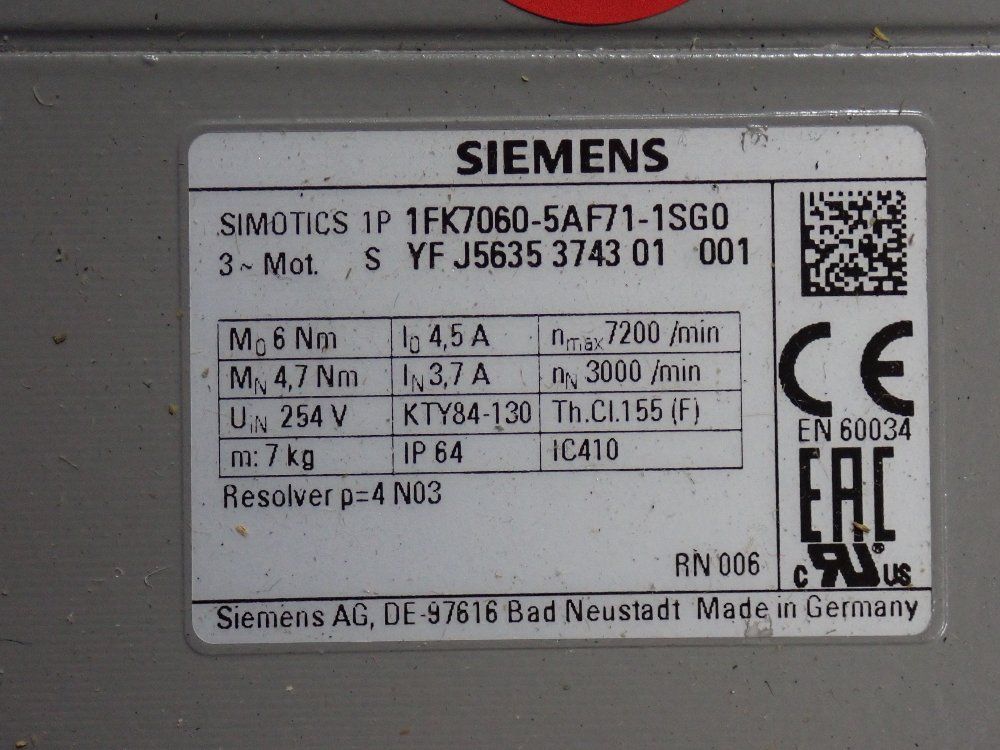 SIEMENS
SIMOTICS 1P 1FK7060-5AF71-1SG0
3~ Mot. S YF J5635 3743 01 001
M0 6 Nm I0 4,5 A nmax 7200 /min
MN 4,7 Nm IN 3,7 A nN 3000 /min
UiN 254 V KTY84-130 Th.Cl.155 (F)
m: 7 kg IP 64 IC410
Resolver p=4 N03
RN 006
CE
EN 60034
EAC
c RU ® US
Siemens AG, DE-97616 Bad Neustadt Made in Germany